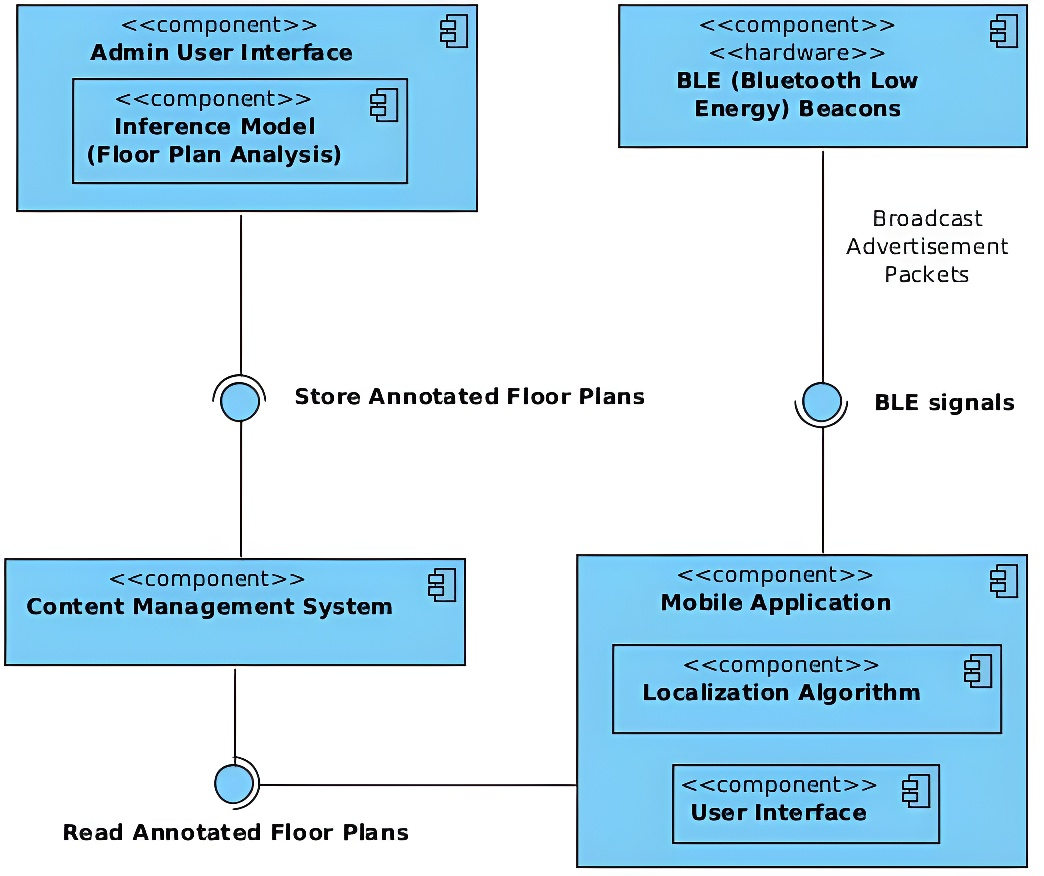 <<component>>
Admin User Interface
<<component>>
Inference Model
(Floor Plan Analysis)
<<component>>
<<hardware>>
BLE (Bluetooth Low
Energy) Beacons
Broadcast
Advertisement
Packets
Store Annotated Floor Plans
BLE signals
<<component>>
Content Management System
<<component>>
Mobile Application
<<component>>
Localization Algorithm
<<component>>
User Interface
Read Annotated Floor Plans